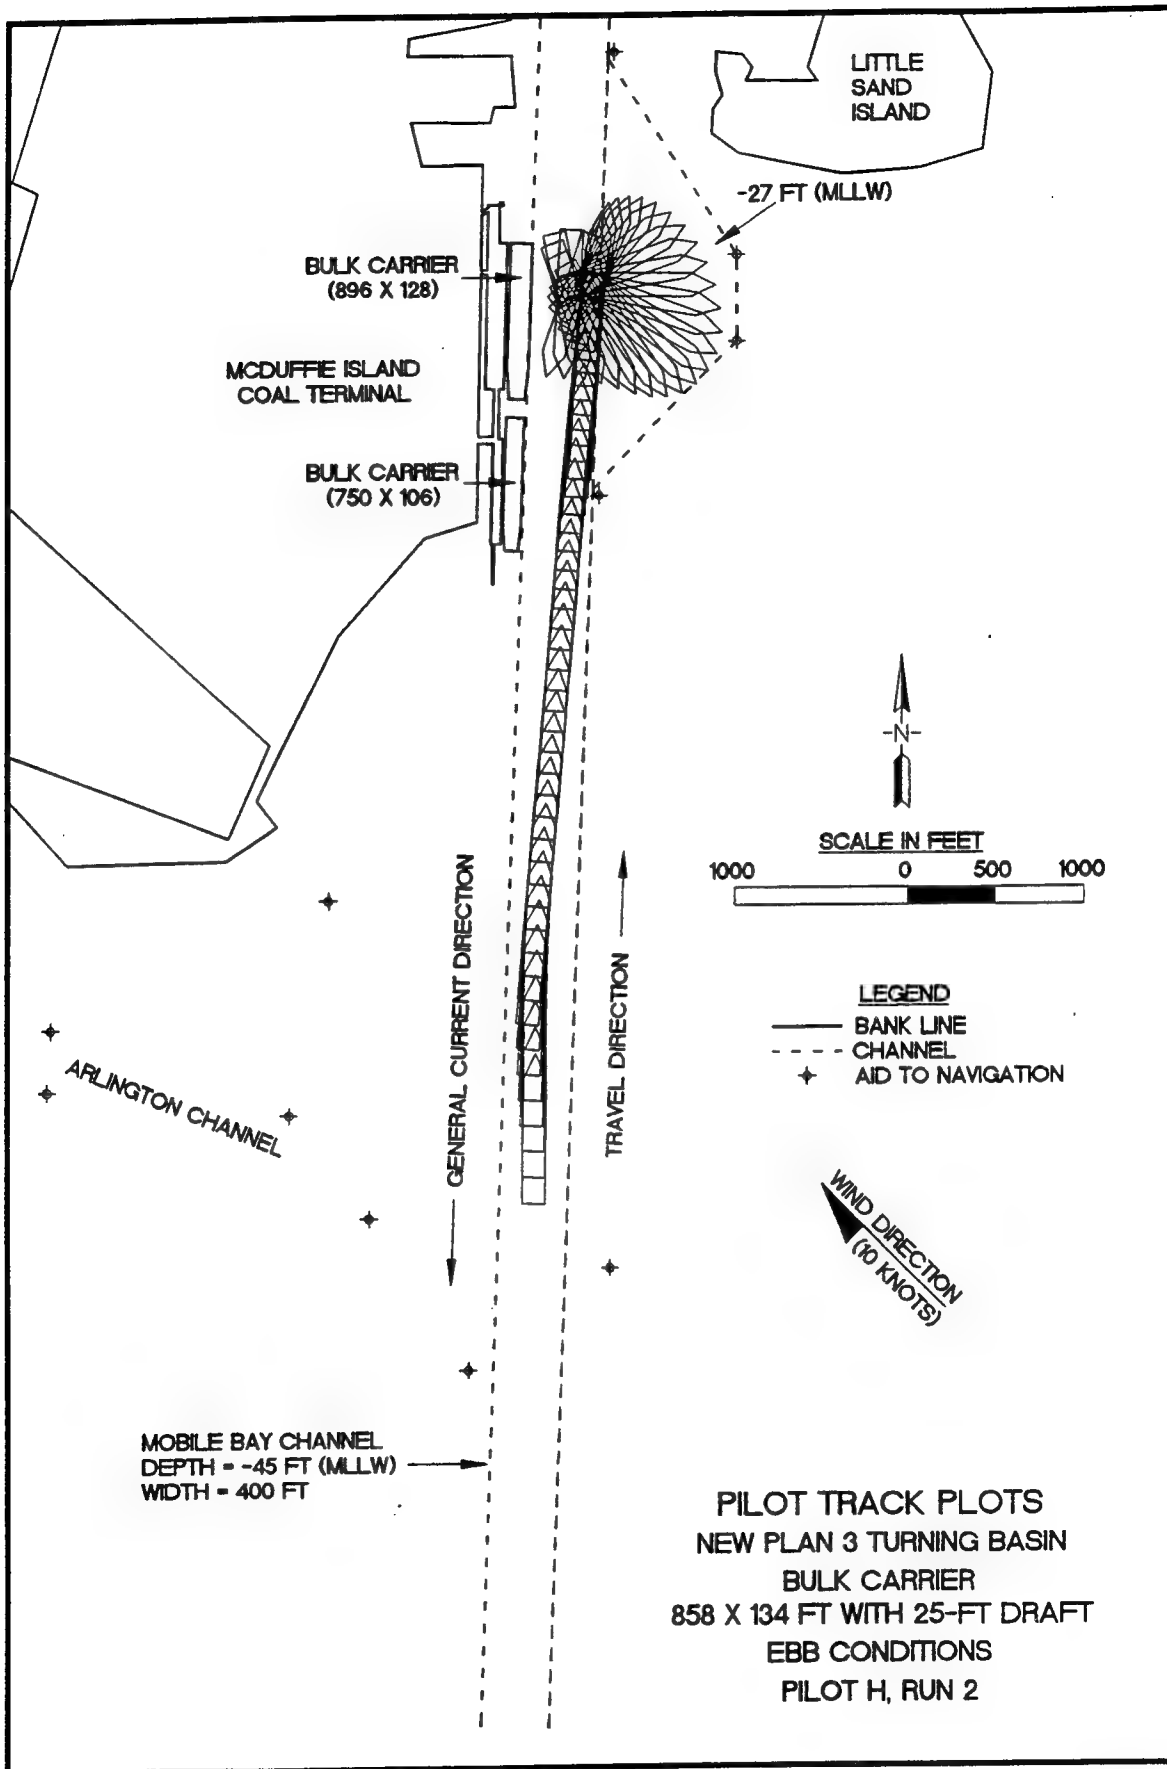 LITTLE
SAND
ISLAND
-27 FT (MLLW)
BULK CARRIER
(896 X 128)
MCDUFFIE ISLAND
COAL TERMINAL
BULK CARRIER
(750 X 106)
-N-
SCALE IN FEET
1000 0 500 1000
GENERAL CURRENT DIRECTION
TRAVEL DIRECTION
LEGEND
BANK LINE
CHANNEL
AID TO NAVIGATION
ARLINGTON CHANNEL
WIND DIRECTION
(10 KNOTS)
MOBILE BAY CHANNEL
DEPTH = -45 FT (MLLW)
WIDTH = 400 FT
PILOT TRACK PLOTS
NEW PLAN 3 TURNING BASIN
BULK CARRIER
858 X 134 FT WITH 25-FT DRAFT
EBB CONDITIONS
PILOT H, RUN 2